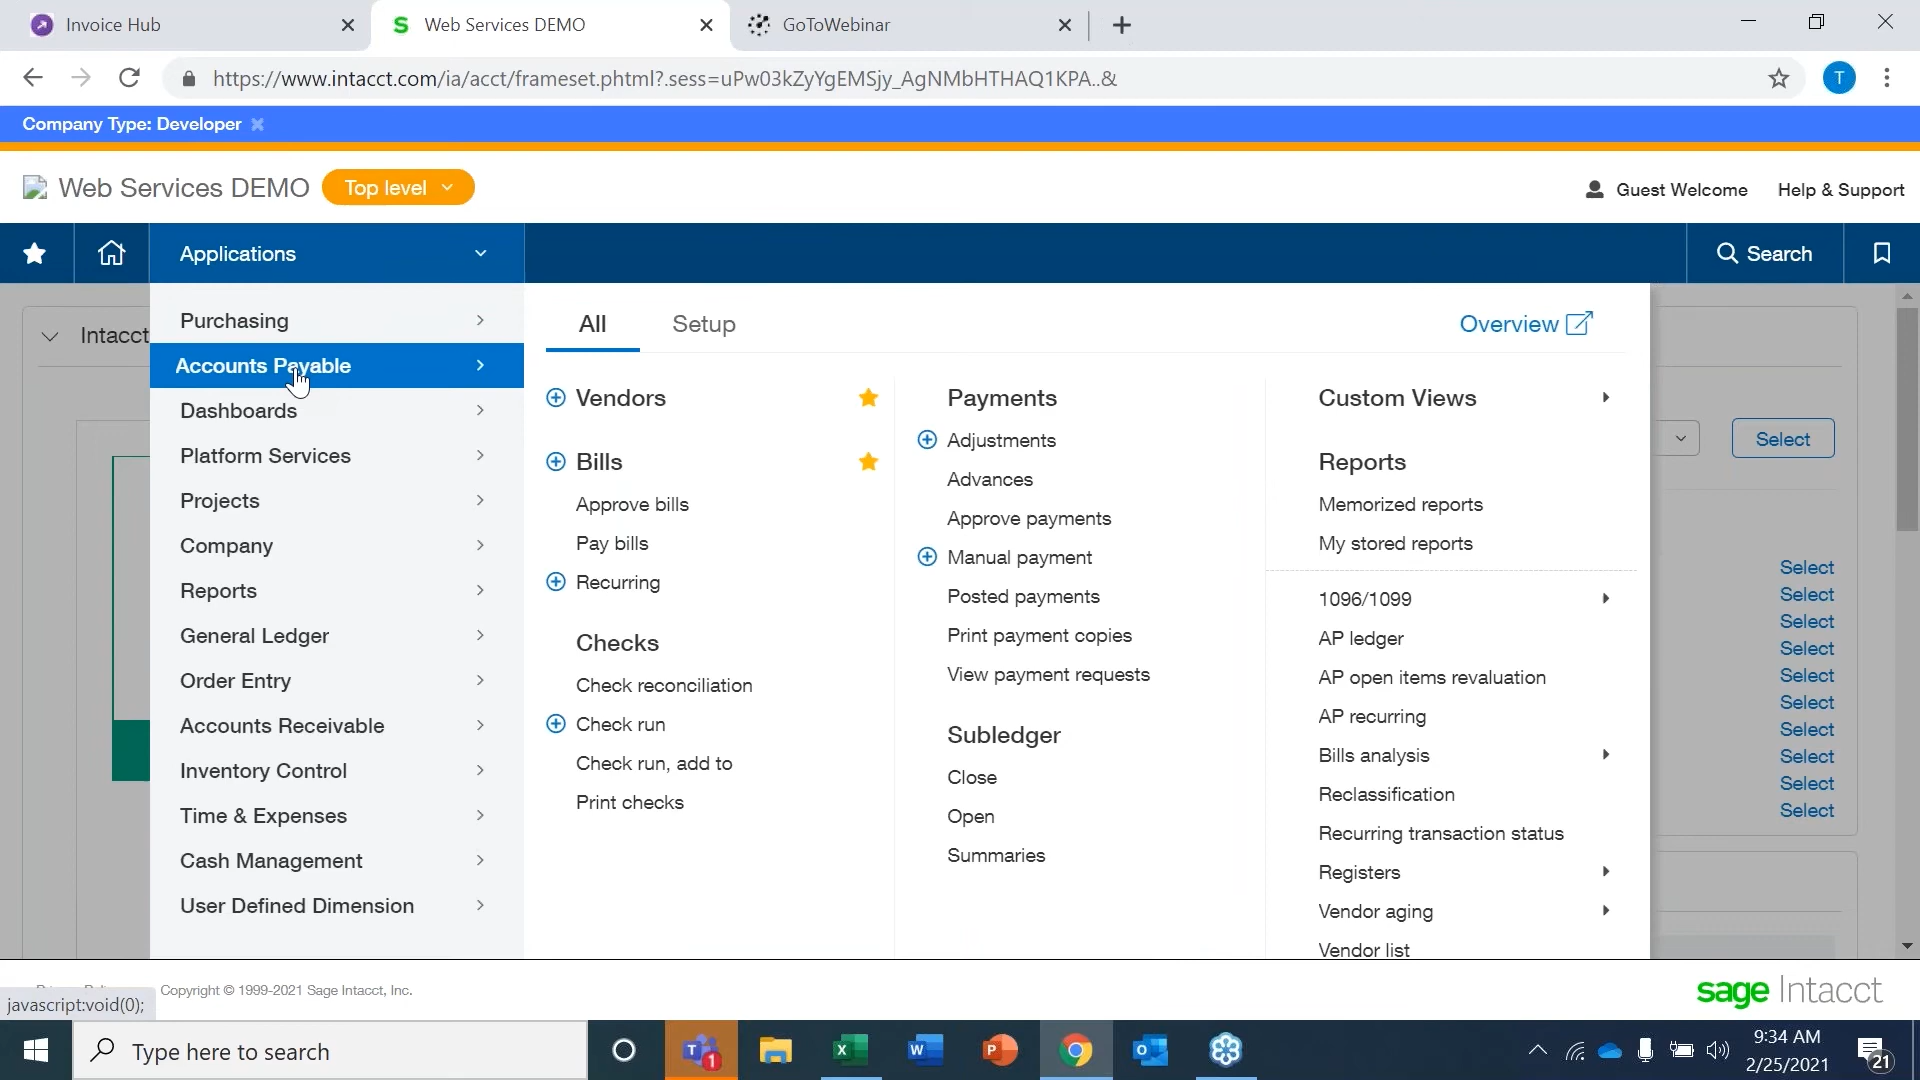 Invoice Hub
Web Services DEMO
GoToWebinar
https://www.intacct.com/ia/acct/frameset.phtml?.sess=uPw03kZyYgEMSjy_AgNMbHTHAQ1KPA..&
T
Company Type: Developer
Web Services DEMO
Top level
Guest Welcome
Help & Support
Applications
Search
Intacct
Purchasing
Accounts Payable
Dashboards
Platform Services
Projects
Company
Reports
General Ledger
Order Entry
Accounts Receivable
Inventory Control
Time & Expenses
Cash Management
User Defined Dimension
All
Setup
Overview
Vendors
Bills
Approve bills
Pay bills
Recurring
Checks
Check reconciliation
Check run
Check run, add to
Print checks
Payments
Adjustments
Advances
Approve payments
Manual payment
Posted payments
Print payment copies
View payment requests
Subledger
Close
Open
Summaries
Custom Views
Reports
Memorized reports
My stored reports
1096/1099
AP ledger
AP open items revaluation
AP recurring
Bills analysis
Reclassification
Recurring transaction status
Registers
Vendor aging
Vendor list
Select
Select
Select
Select
Select
Select
Select
Select
Select
Select
Select
Copyright © 1999-2021 Sage Intacct, Inc.
javascript:void(0);
sage Intacct
Type here to search
T
1
9:34 AM
2/25/2021
21